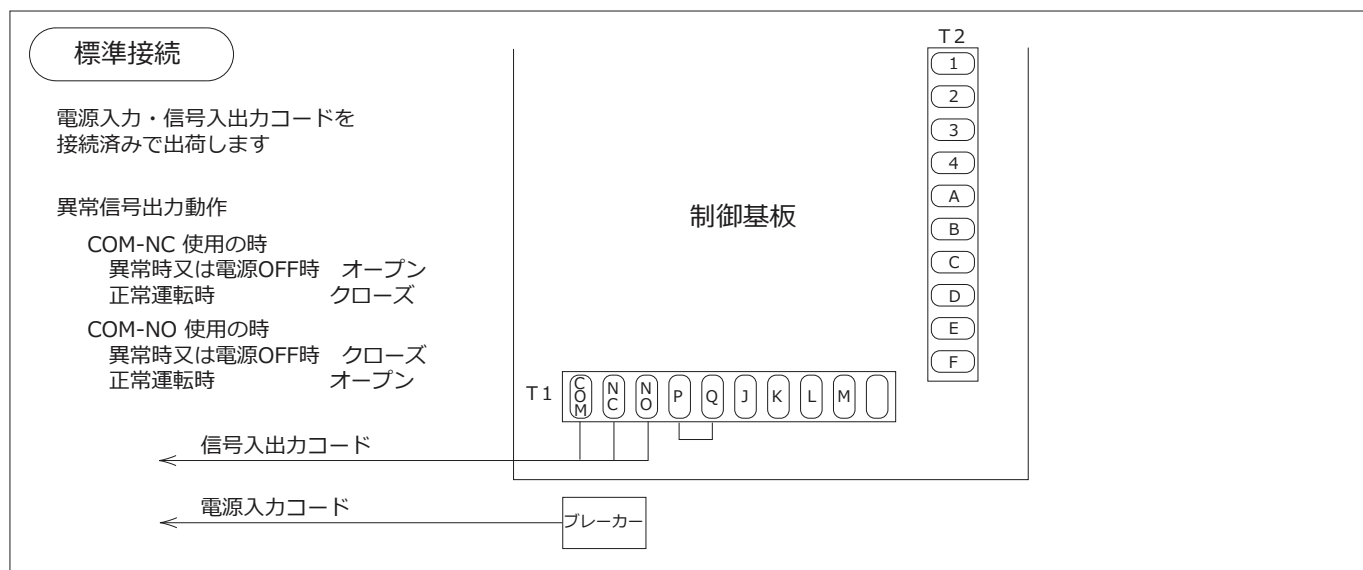 標準接続
電源入力・信号入出力コードを
接続済みで出荷します
異常信号出力動作
COM-NC 使用の時
異常時又は電源OFF時 オープン
正常運転時 クローズ
COM-NO 使用の時
異常時又は電源OFF時 クローズ
正常運転時 オープン
制御基板
T2
1
2
3
4
A
B
C
D
E
F
T1 COM NC NO P Q J K L M
信号入出力コード
電源入力コード
ブレーカー